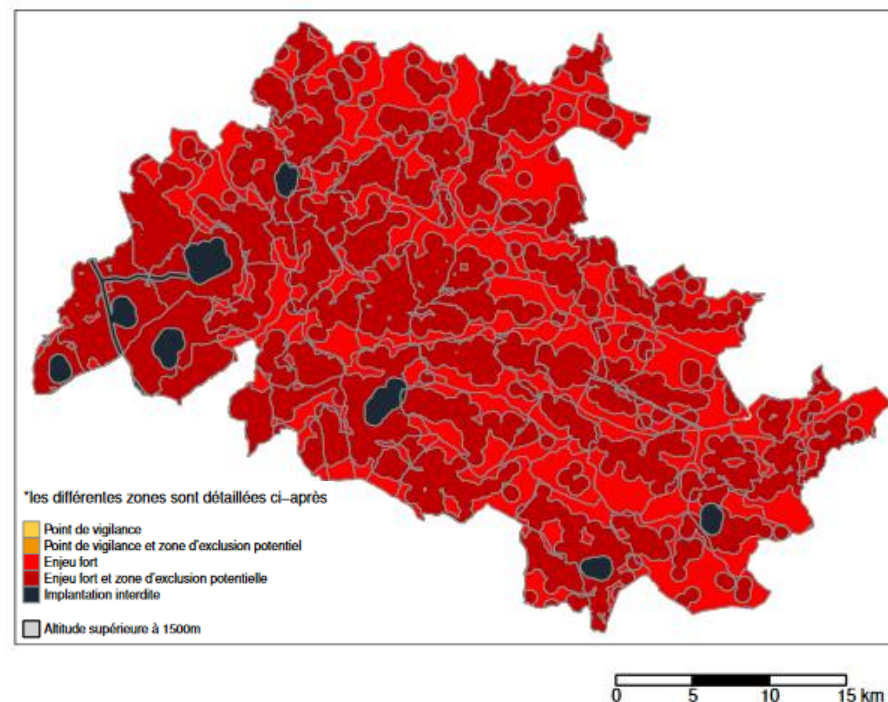 *les différentes zones sont détaillées ci–après
Point de vigilance
Point de vigilance et zone d'exclusion potentiel
Enjeu fort
Enjeu fort et zone d'exclusion potentielle
Implantation interdite
Altitude supérieure à 1500m
0 5 10 15 km